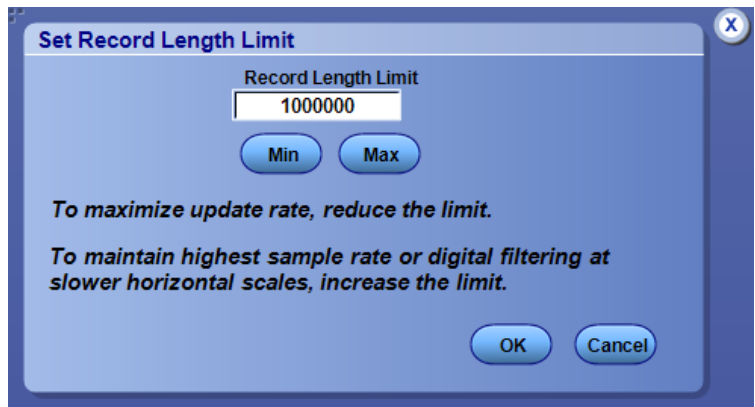 X
Set Record Length Limit
Record Length Limit
1000000
Min Max
To maximize update rate, reduce the limit.
To maintain highest sample rate or digital filtering at
slower horizontal scales, increase the limit.
OK Cancel